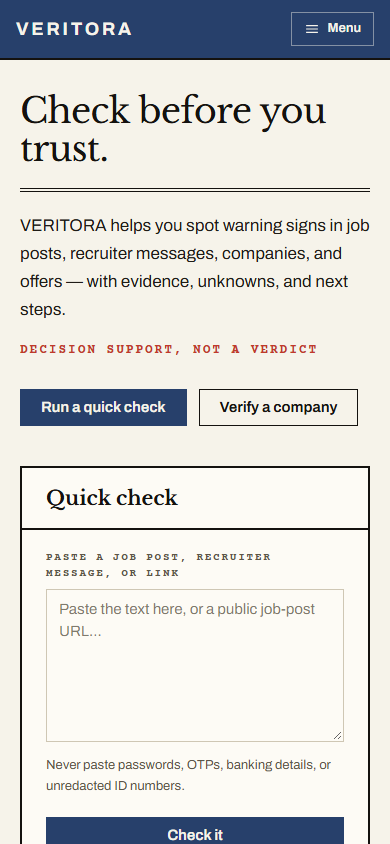 VERITORA
Menu
Check before you
trust.
VERITORA helps you spot warning signs in job
posts, recruiter messages, companies, and
offers — with evidence, unknowns, and next
steps.
DECISION SUPPORT, NOT A VERDICT
Run a quick check
Verify a company
Quick check
PASTE A JOB POST, RECRUITER
MESSAGE, OR LINK
Paste the text here, or a public job-post
URL...
Never paste passwords, OTPs, banking details, or
unredacted ID numbers.
Check it